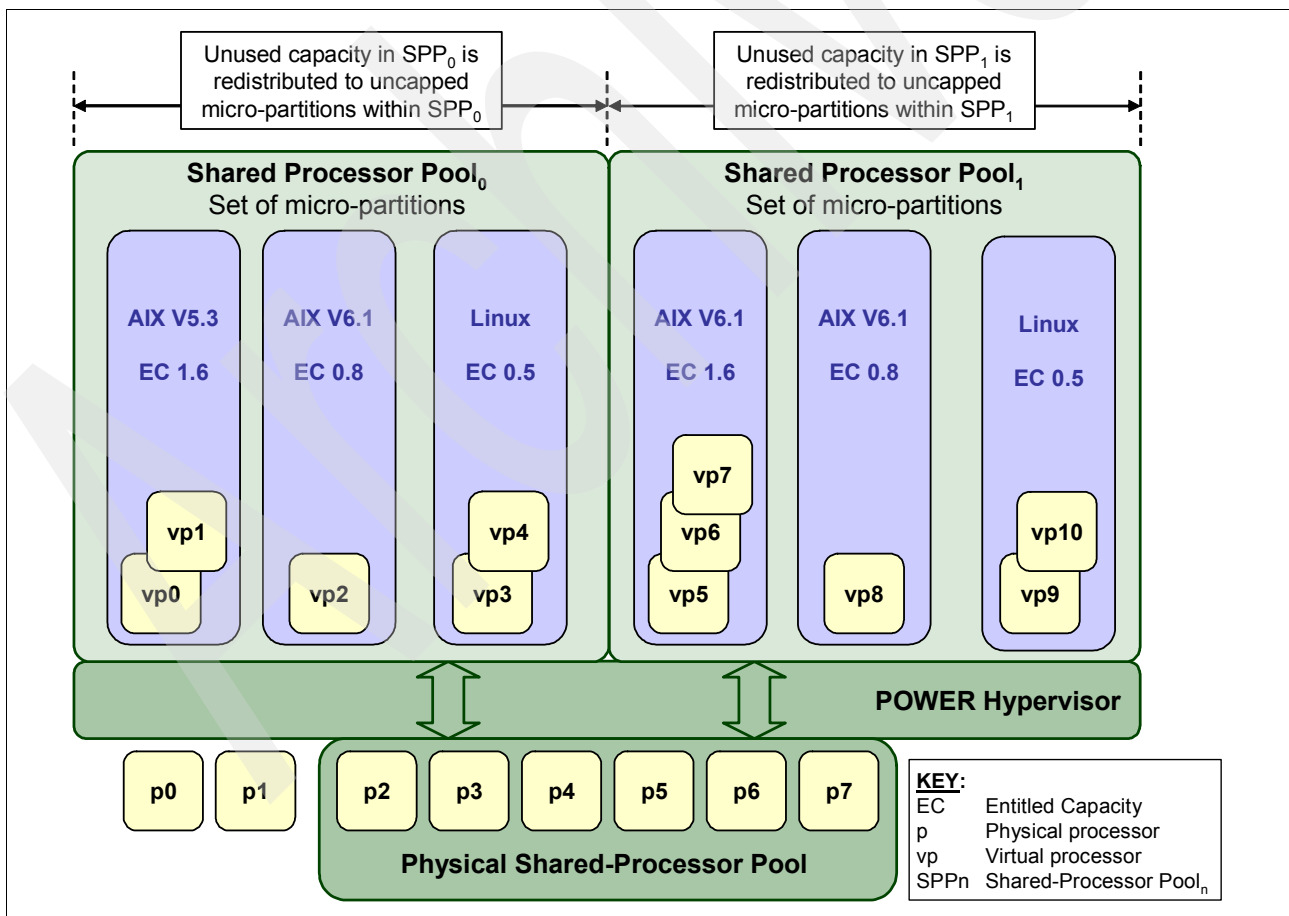 Unused capacity in SPP0 is
redistributed to uncapped
micro-partitions within SPP0
Unused capacity in SPP1 is
redistributed to uncapped
micro-partitions within SPP1
Shared Processor Pool0
Set of micro-partitions
Shared Processor Pool1
Set of micro-partitions
AIX V5.3
EC 1.6
AIX V6.1
EC 0.8
Linux
EC 0.5
AIX V6.1
EC 1.6
AIX V6.1
EC 0.8
Linux
EC 0.5
vp1
vp0
vp2
vp4
vp3
vp7
vp6
vp5
vp8
vp10
vp9
POWER Hypervisor
p0
p1
p2
p3
p4
p5
p6
p7
Physical Shared-Processor Pool
KEY:
EC Entitled Capacity
p Physical processor
vp Virtual processor
SPPn Shared-Processor Pooln